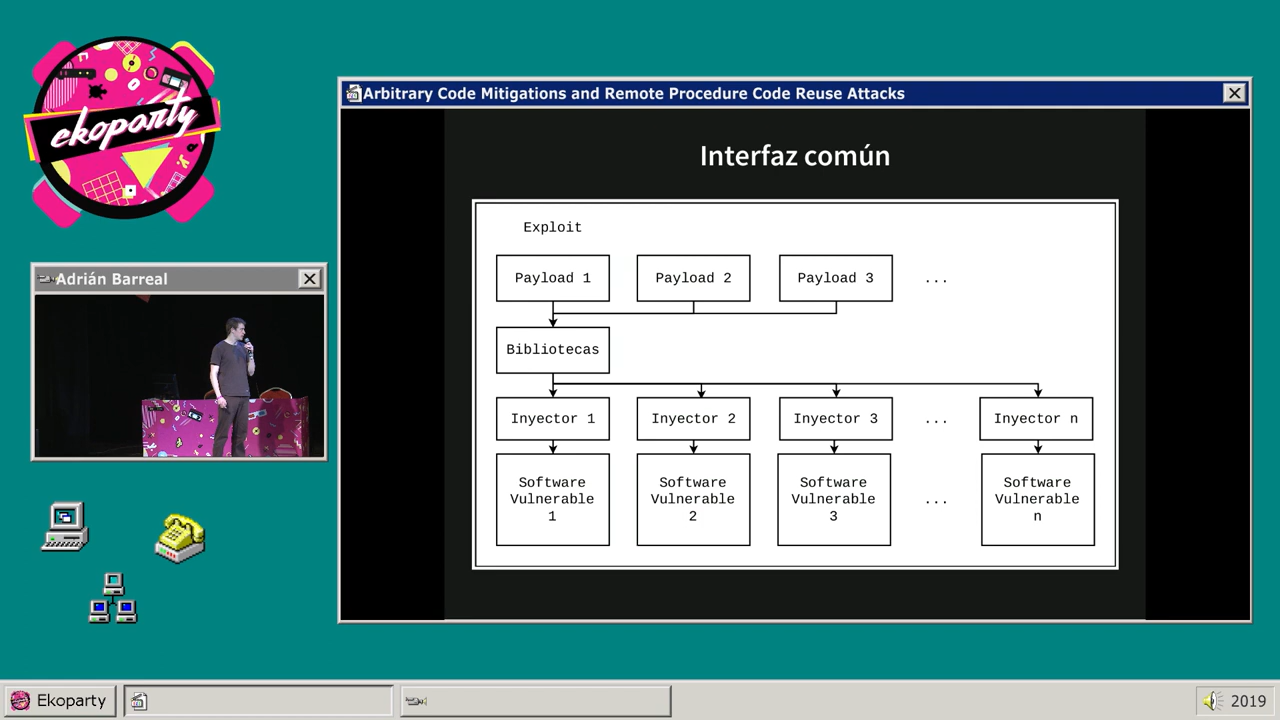 ekoparty
Arbitrary Code Mitigations and Remote Procedure Code Reuse Attacks
Interfaz común
Exploit
Payload 1
Payload 2
Payload 3
...
Bibliotecas
Inyector 1
Inyector 2
Inyector 3
...
Inyector n
Software
Vulnerable
1
Software
Vulnerable
2
Software
Vulnerable
3
...
Software
Vulnerable
n
Adrián Barreal
Ekoparty
2019